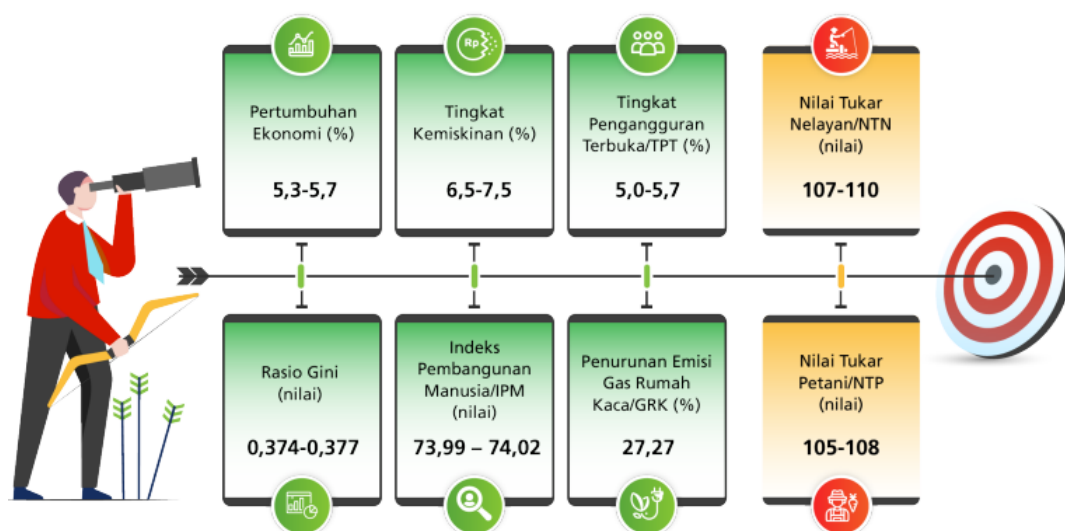 Rp
Pertumbuhan
Ekonomi (%)
5,3-5,7
Tingkat
Kemiskinan (%)
6,5-7,5
Tingkat
Pengangguran
Terbuka/TPT (%)
5,0-5,7
Nilai Tukar
Nelayan/NTN
(nilai)
107-110
Rasio Gini
(nilai)
0,374-0,377
Indeks
Pembangunan
Manusia/IPM
(nilai)
73,99 – 74,02
Penurunan Emisi
Gas Rumah
Kaca/GRK (%)
27,27
Nilai Tukar
Petani/NTP
(nilai)
105-108